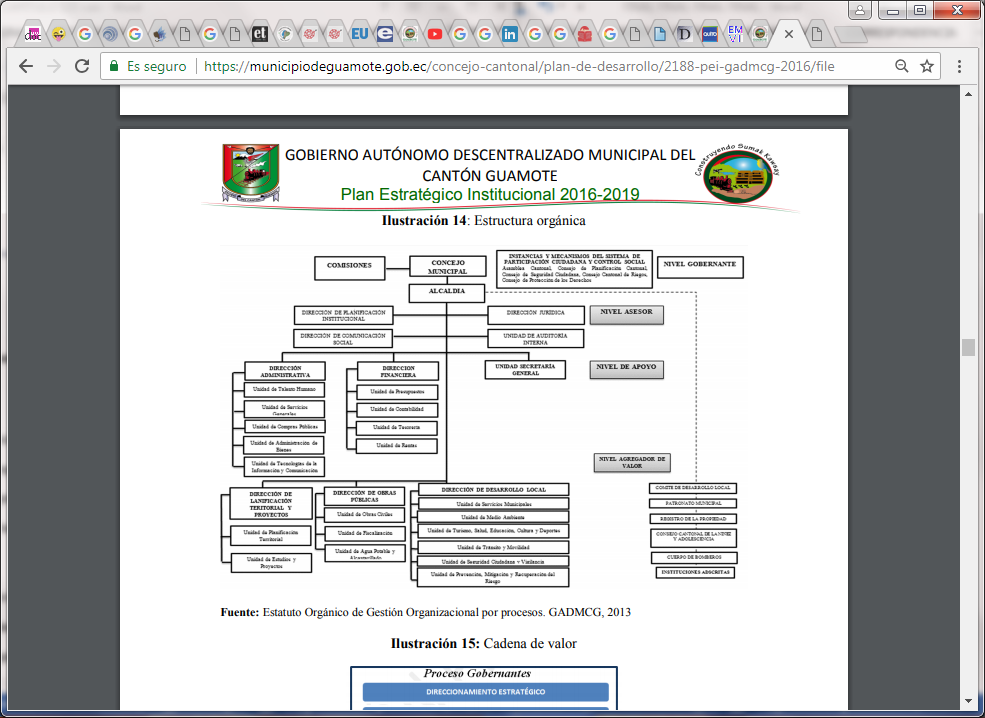 Es seguro
https://municipiodeguamote.gob.ec/concejo-cantonal/plan-de-desarrollo/2188-pei-gadmcg-2016/file
GOBIERNO AUTÓNOMO DESCENTRALIZADO MUNICIPAL DEL
CANTÓN GUAMOTE
Plan Estratégico Institucional 2016-2019
Construyendo Sumak Kawsay
Ilustración 14: Estructura orgánica
COMISIONES
CONCEJO
MUNICIPAL
INSTANCIAS Y MECANISMOS DEL SISTEMA DE
PARTICIPACIÓN CIUDADANA Y CONTROL SOCIAL
Asamblea Cantonal, Consejo de Planificación Cantonal,
Consejo de Seguridad Ciudadana, Consejo Cantonal de Riegos,
Consejo de Protección de los Derechos
NIVEL GOBERNANTE
ALCALDIA
DIRECCIÓN DE PLANIFICACIÓN
INSTITUCIONAL
DIRECCIÓN JURÍDICA
NIVEL ASESOR
DIRECCIÓN DE COMUNICACIÓN
SOCIAL
UNIDAD DE AUDITORÍA
INTERNA
DIRECCIÓN
ADMINISTRATIVA
Unidad de Talento Humano
Unidad de Servicios
Generales
Unidad de Compras Públicas
Unidad de Administración de
Bienes
Unidad de Tecnologías de la
Información y Comunicación
DIRECCION
FINANCIERA
Unidad de Presupuestos
Unidad de Contabilidad
Unidad de Tesorería
Unidad de Rentas
UNIDAD SECRETARÍA
GENERAL
NIVEL DE APOYO
NIVEL AGREGADOR DE
VALOR
DIRECCIÓN DE
LANIFICACIÓN
TERITORIAL Y
PROYECTOS
Unidad de Planificación
Territorial
Unidad de Estudios y
Proyectos
DIRECCIÓN DE OBRAS
PÚBLICAS
Unidad de Obras Civiles
Unidad de Fiscalización
Unidad de Agua Potable y
Alcantarillado
DIRECCIÓN DE DESARROLLO LOCAL
Unidad de Servicios Municipales
Unidad de Medio Ambiente
Unidad de Turismo, Salud, Educación, Cultura y Deportes
Unidad de Tránsito y Movilidad
Unidad de Seguridad Ciudadana y Vigilancia
Unidad de Prevención, Mitigación y Recuperación del
Riesgo
COMITE DE DESARROLLO LOCAL
PATRONATO MUNICIPAL
REGISTRO DE LA PROPIEDAD
CONSEJO CANTONAL DE LA NIÑEZ
Y ADOLESCENCIA
CUERPO DE BOMBEROS
INSTITUCIONES ADSCRITAS
Fuente: Estatuto Orgánico de Gestión Organizacional por procesos. GADMCG, 2013
Ilustración 15: Cadena de valor
Proceso Gobernantes
DIRECCIONAMIENTO ESTRATÉGICO